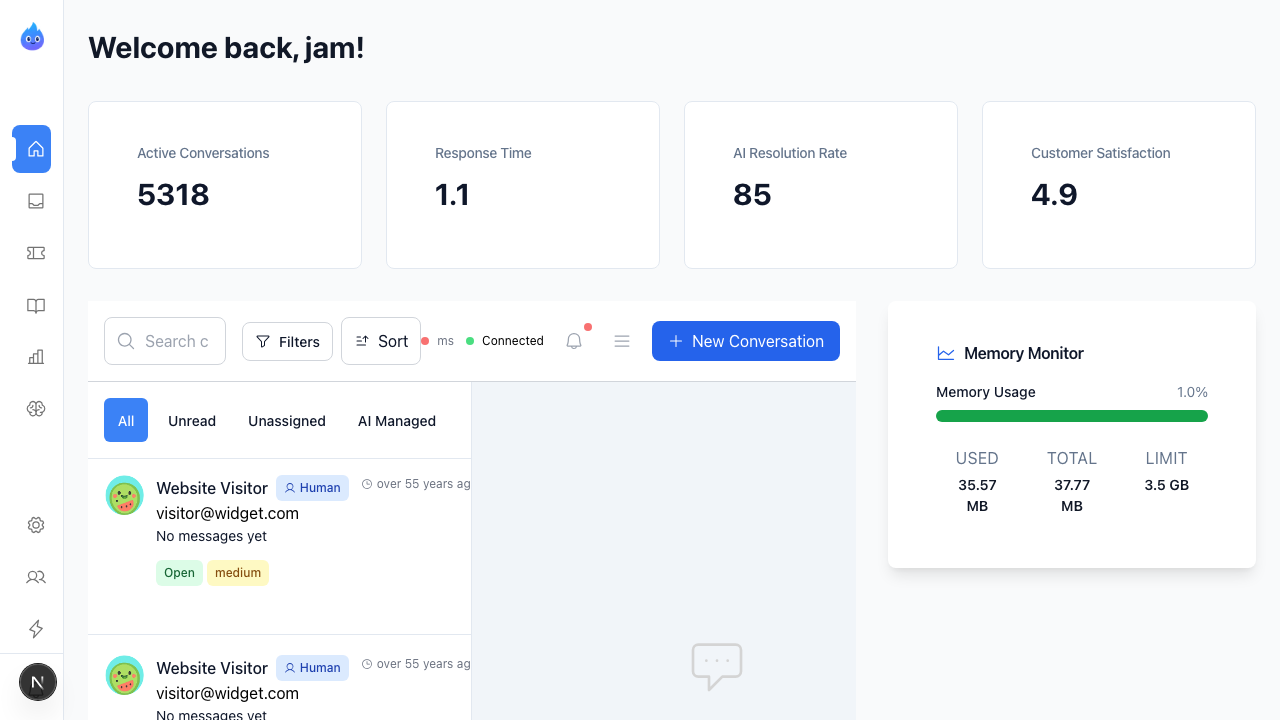 Welcome back, jam!
Active Conversations
5318
Response Time
1.1
AI Resolution Rate
85
Customer Satisfaction
4.9
Search c
Filters
Sort
ms
Connected
New Conversation
All
Unread
Unassigned
AI Managed
Website Visitor
Human
over 55 years ag
visitor@widget.com
No messages yet
Open
medium
Website Visitor
Human
over 55 years ag
visitor@widget.com
No messages yet
Memory Monitor
Memory Usage
1.0%
USED
TOTAL
LIMIT
35.57
MB
37.77
MB
3.5 GB
N